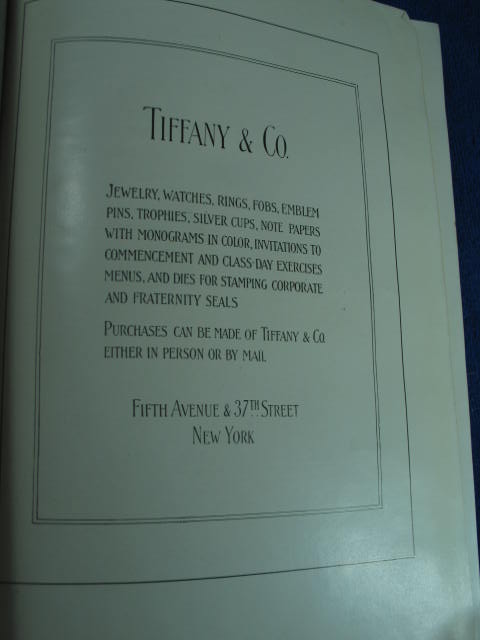 TIFFANY & CO.
JEWELRY, WATCHES, RINGS, FOBS, EMBLEM
PINS, TROPHIES, SILVER CUPS, NOTE PAPERS
WITH MONOGRAMS IN COLOR, INVITATIONS TO
COMMENCEMENT AND CLASS-DAY EXERCISES
MENUS, AND DIES FOR STAMPING CORPORATE
AND FRATERNITY SEALS
PURCHASES CAN BE MADE OF TIFFANY & CO.
EITHER IN PERSON OR BY MAIL
FIFTH AVENUE & 37TH STREET
NEW YORK